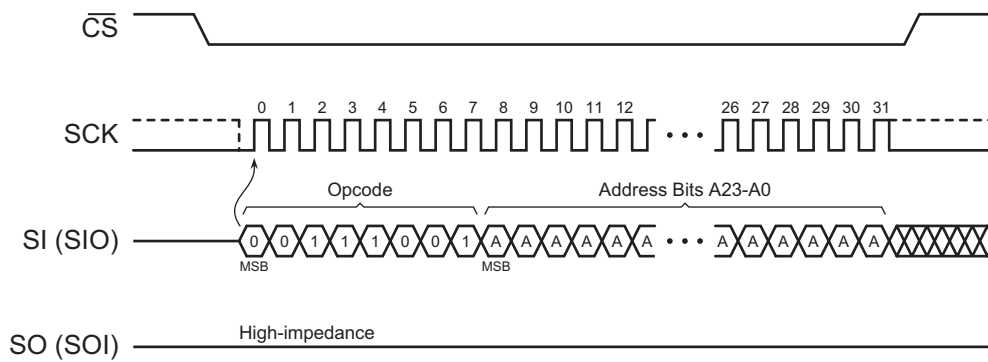 CS
0 1 2 3 4 5 6 7 8 9 10 11 12 26 27 28 29 30 31
SCK
• • •
Opcode Address Bits A23-A0
SI (SIO) 0 0 1 1 1 0 0 1 A A A A A A • • • A A A A A A
MSB MSB
High-impedance
SO (SOI)